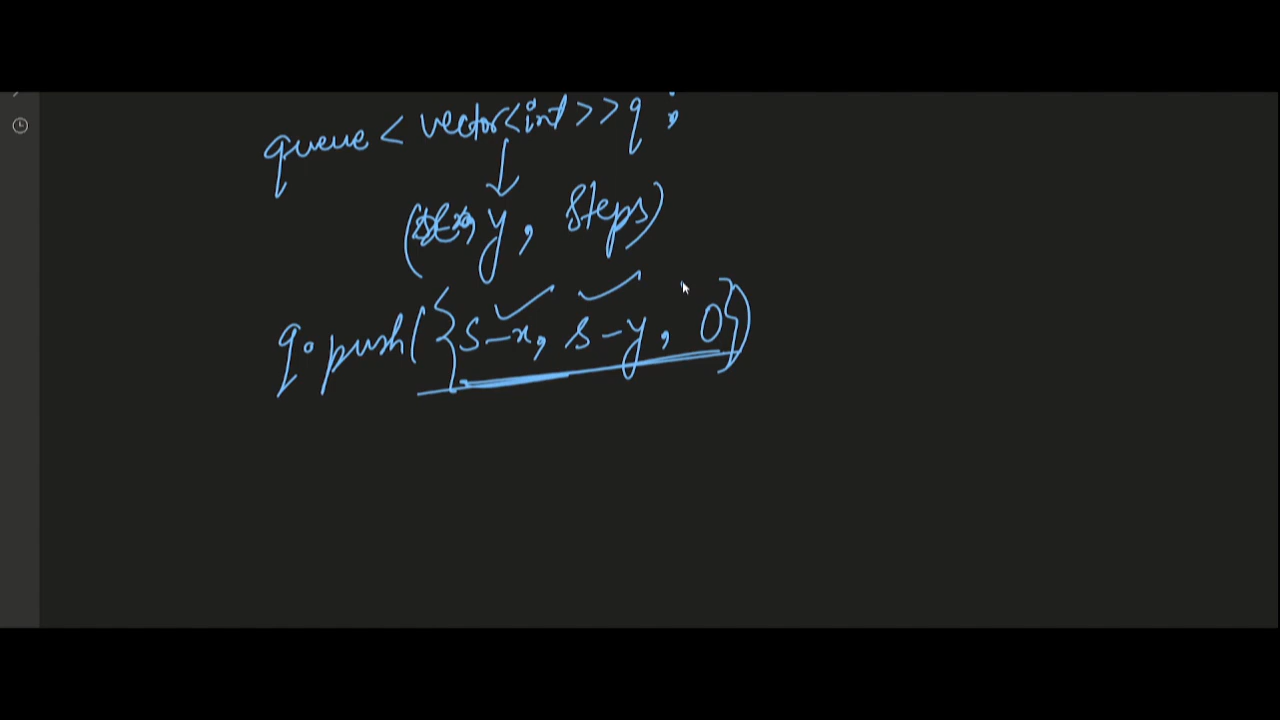 queue < vector<int>>q ;
(x, y, steps)
q.push({s-x, s-y, 0})